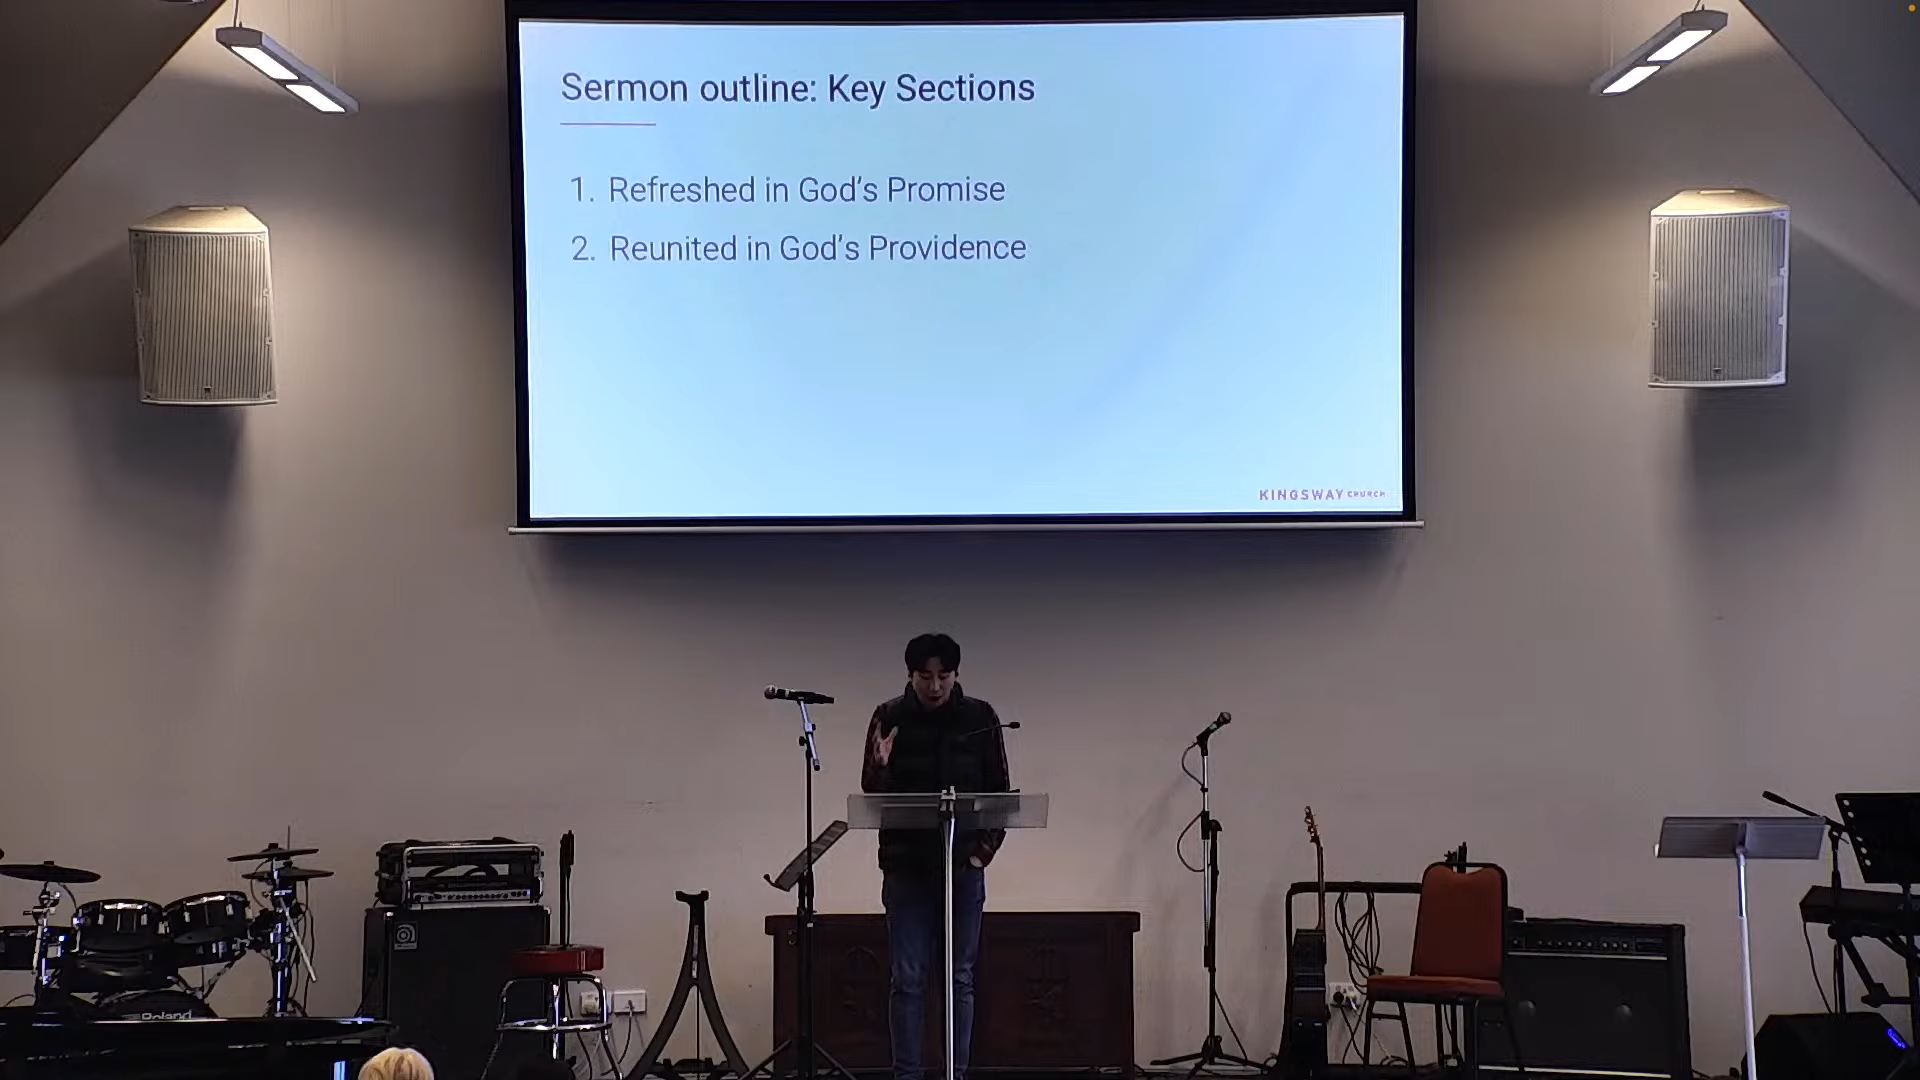 Sermon outline: Key Sections
1. Refreshed in God's Promise
2. Reunited in God's Providence
KINGSWAY CHURCH
Roland